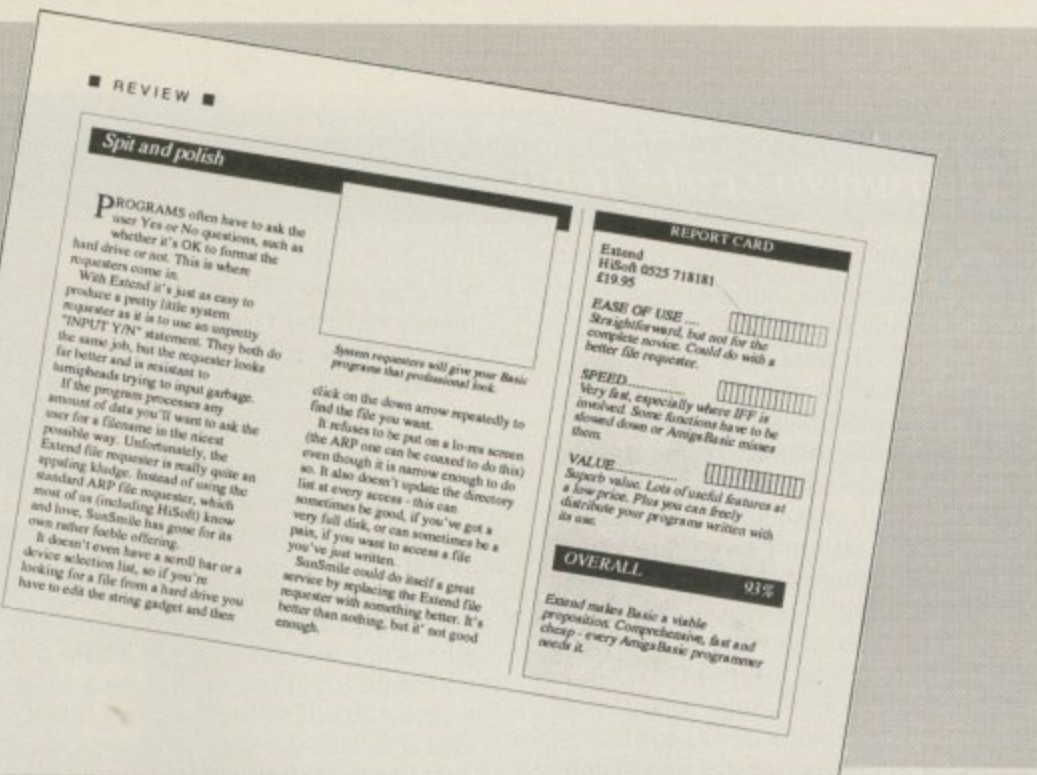 ■ REVIEW ■
Spit and polish
PROGRAMS often have to ask the
user Yes or No questions, such as
whether it's OK to format the
hard drive or not. This is where
requesters come in.
With Extend it's just as easy to
produce a pretty little system
requester as it is to use an unpretty
"INPUT Y/N" statement. They both do
the same job, but the requester looks
far better and is resistant to
turnipheads trying to input garbage.
If the program processes any
amount of data you'll want to ask the
user for a filename in the nicest
possible way. Unfortunately, the
Extend file requester is really quite an
appaling kludge. Instead of using the
standard ARP file requester, which
most of us (including HiSoft) know
and love, SunSmile has gone for its
own rather feeble offering.
It doesn't even have a scroll bar or a
device selection list, so if you're
looking for a file from a hard drive you
have to edit the string gadget and then
System requesters will give your Basic
programs that professional look.
click on the down arrow repeatedly to
find the file you want.
It refuses to be put on a lo-res screen
(the ARP one can be coaxed to do this)
even though it is narrow enough to do
so. It also doesn't update the directory
list at every access - this can
sometimes be good, if you've got a
very full disk, or can sometimes be a
pain, if you want to access a file
you've just written.
SunSmile could do itself a great
service by replacing the Extend file
requester with something better. It's
better than nothing, but it' not good
enough.
REPORT CARD
Extend
HiSoft 0525 718181
£19.95
EASE OF USE ....
Straightforward, but not for the
complete novice. Could do with a
better file requester.
SPEED..............
Very fast, especially where IFF is
involved. Some functions have to be
slowed down or AmigaBasic misses
them.
VALUE..............
Superb value. Lots of useful features at
a low price. Plus you can freely
distribute your programs written with
its use.
OVERALL 93%
Extend makes Basic a viable
proposition. Comprehensive, fast and
cheap - every AmigaBasic programmer
needs it.